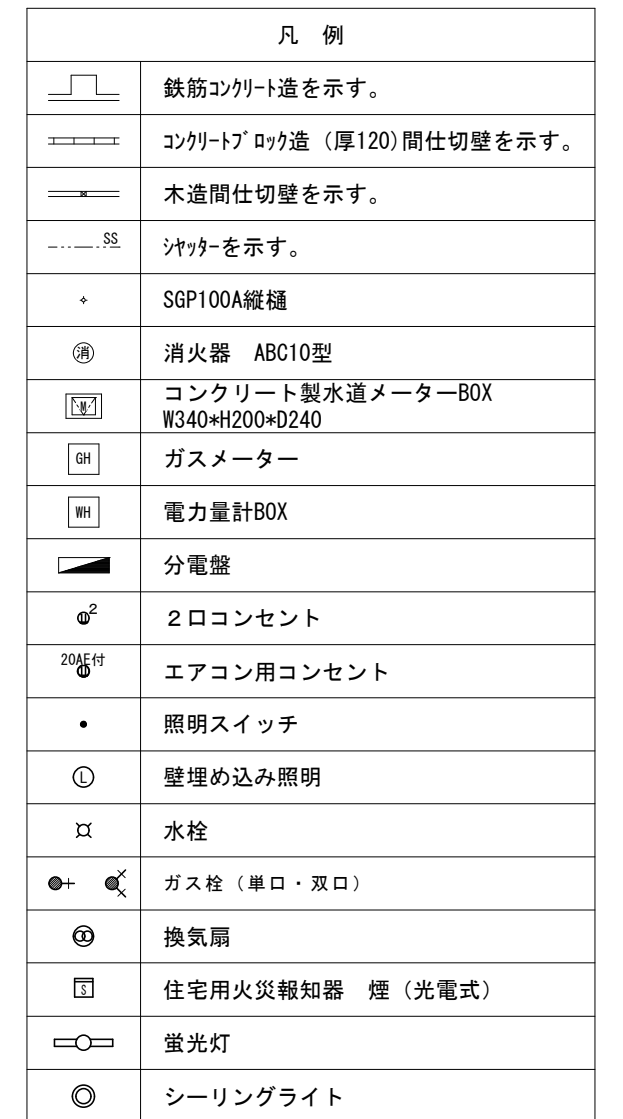 凡　例
鉄筋ｺﾝｸﾘｰﾄ造を示す。
ｺﾝｸﾘｰﾄﾌﾞﾛｯｸ造（厚120)間仕切壁を示す。
木造間仕切壁を示す。
SS
ｼﾔｯﾀｰを示す。
SGP100A縦樋
消
消火器　ABC10型
M
コンクリート製水道メーターBOX
W340*H200*D240
GH
ガスメーター
WH
電力量計BOX
分電盤
2
２口コンセント
20AE付
エアコン用コンセント
照明スイッチ
L
壁埋め込み照明
水栓
ガス栓（単口・双口）
換気扇
S
住宅用火災報知器　煙（光電式）
蛍光灯
シーリングライト